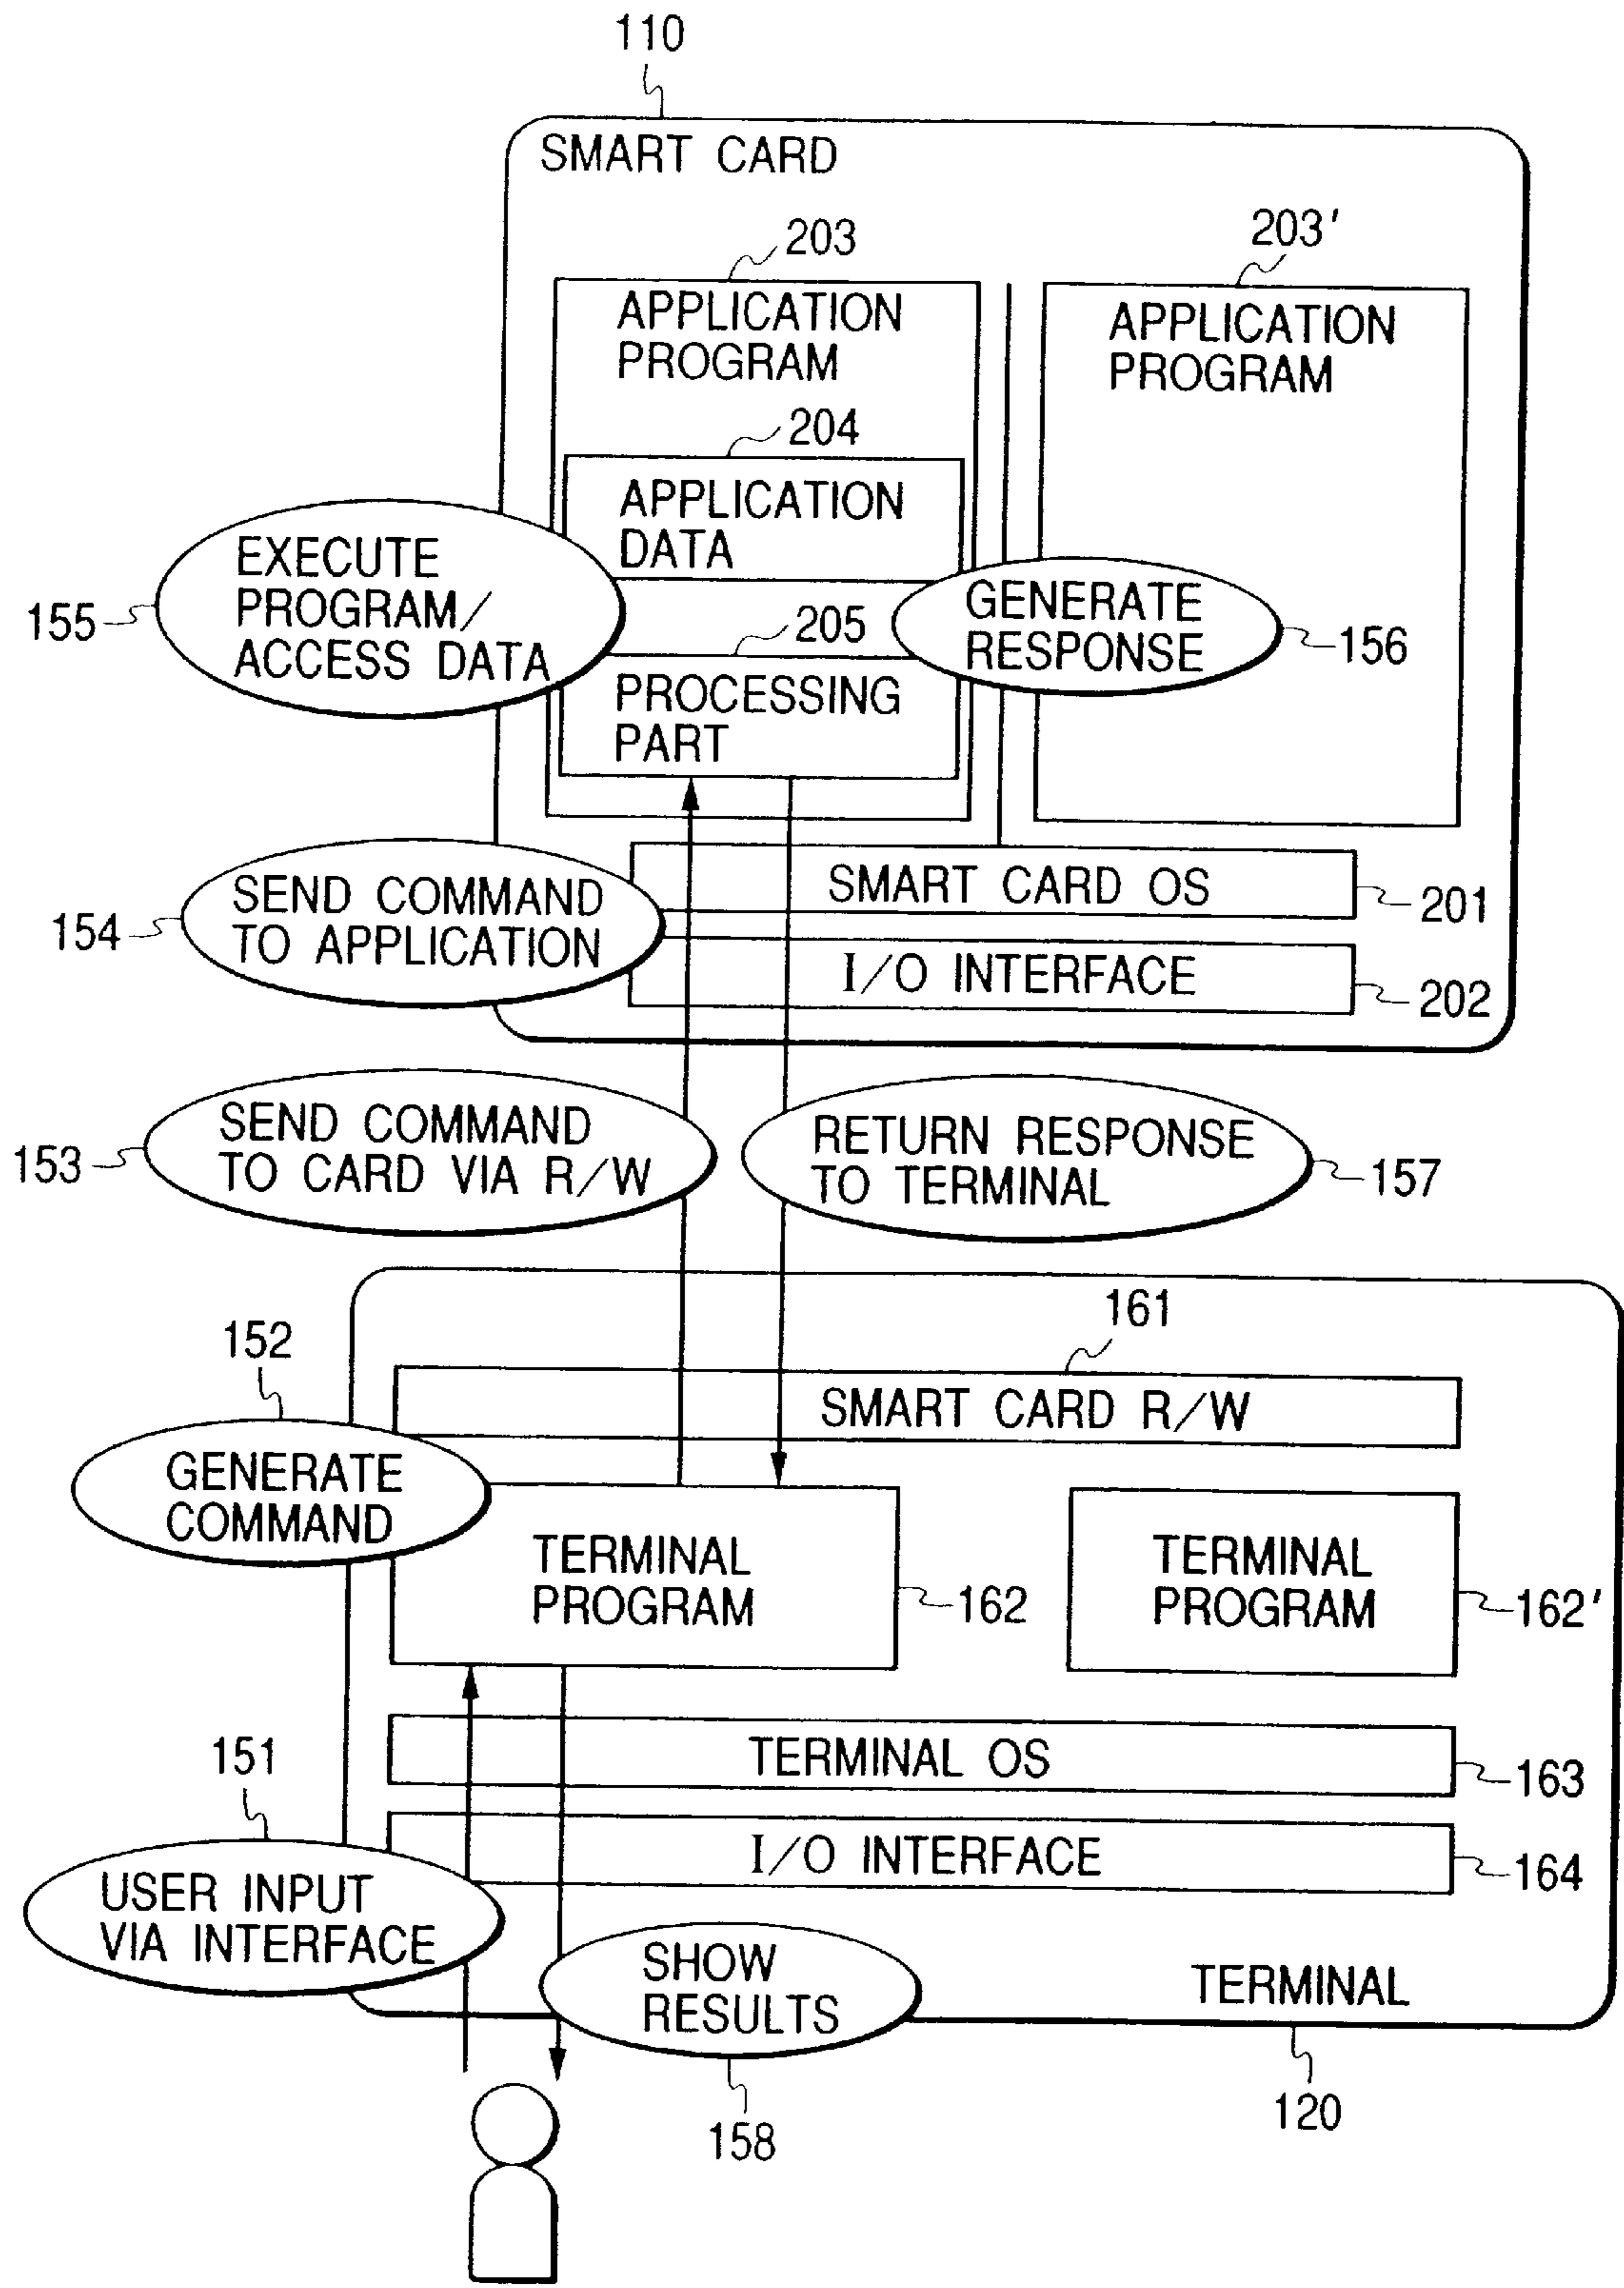 110
SMART CARD
203
203'
APPLICATION
PROGRAM
APPLICATION
PROGRAM
204
APPLICATION
DATA
155
EXECUTE
PROGRAM/
ACCESS DATA
GENERATE
RESPONSE
156
205
PROCESSING
PART
154
SEND COMMAND
TO APPLICATION
SMART CARD OS
201
I/O INTERFACE
202
153
SEND COMMAND
TO CARD VIA R/W
RETURN RESPONSE
TO TERMINAL
157
161
152
SMART CARD R/W
GENERATE
COMMAND
TERMINAL
PROGRAM
162
TERMINAL
PROGRAM
162'
151
TERMINAL OS
163
I/O INTERFACE
164
USER INPUT
VIA INTERFACE
SHOW
RESULTS
TERMINAL
158
120